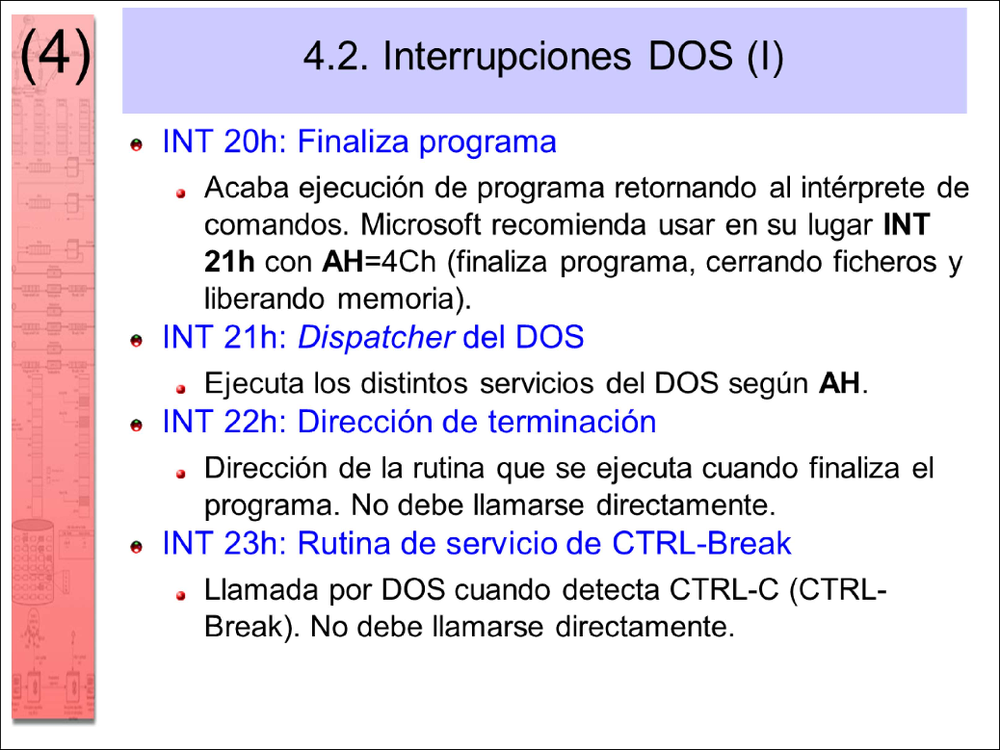 (4)
4.2. Interrupciones DOS (I)
INT 20h: Finaliza programa
Acaba ejecución de programa retornando al intérprete de
comandos. Microsoft recomienda usar en su lugar INT
21h con AH=4Ch (finaliza programa, cerrando ficheros y
liberando memoria).
INT 21h: Dispatcher del DOS
Ejecuta los distintos servicios del DOS según AH.
INT 22h: Dirección de terminación
Dirección de la rutina que se ejecuta cuando finaliza el
programa. No debe llamarse directamente.
INT 23h: Rutina de servicio de CTRL-Break
Llamada por DOS cuando detecta CTRL-C (CTRL-
Break). No debe llamarse directamente.